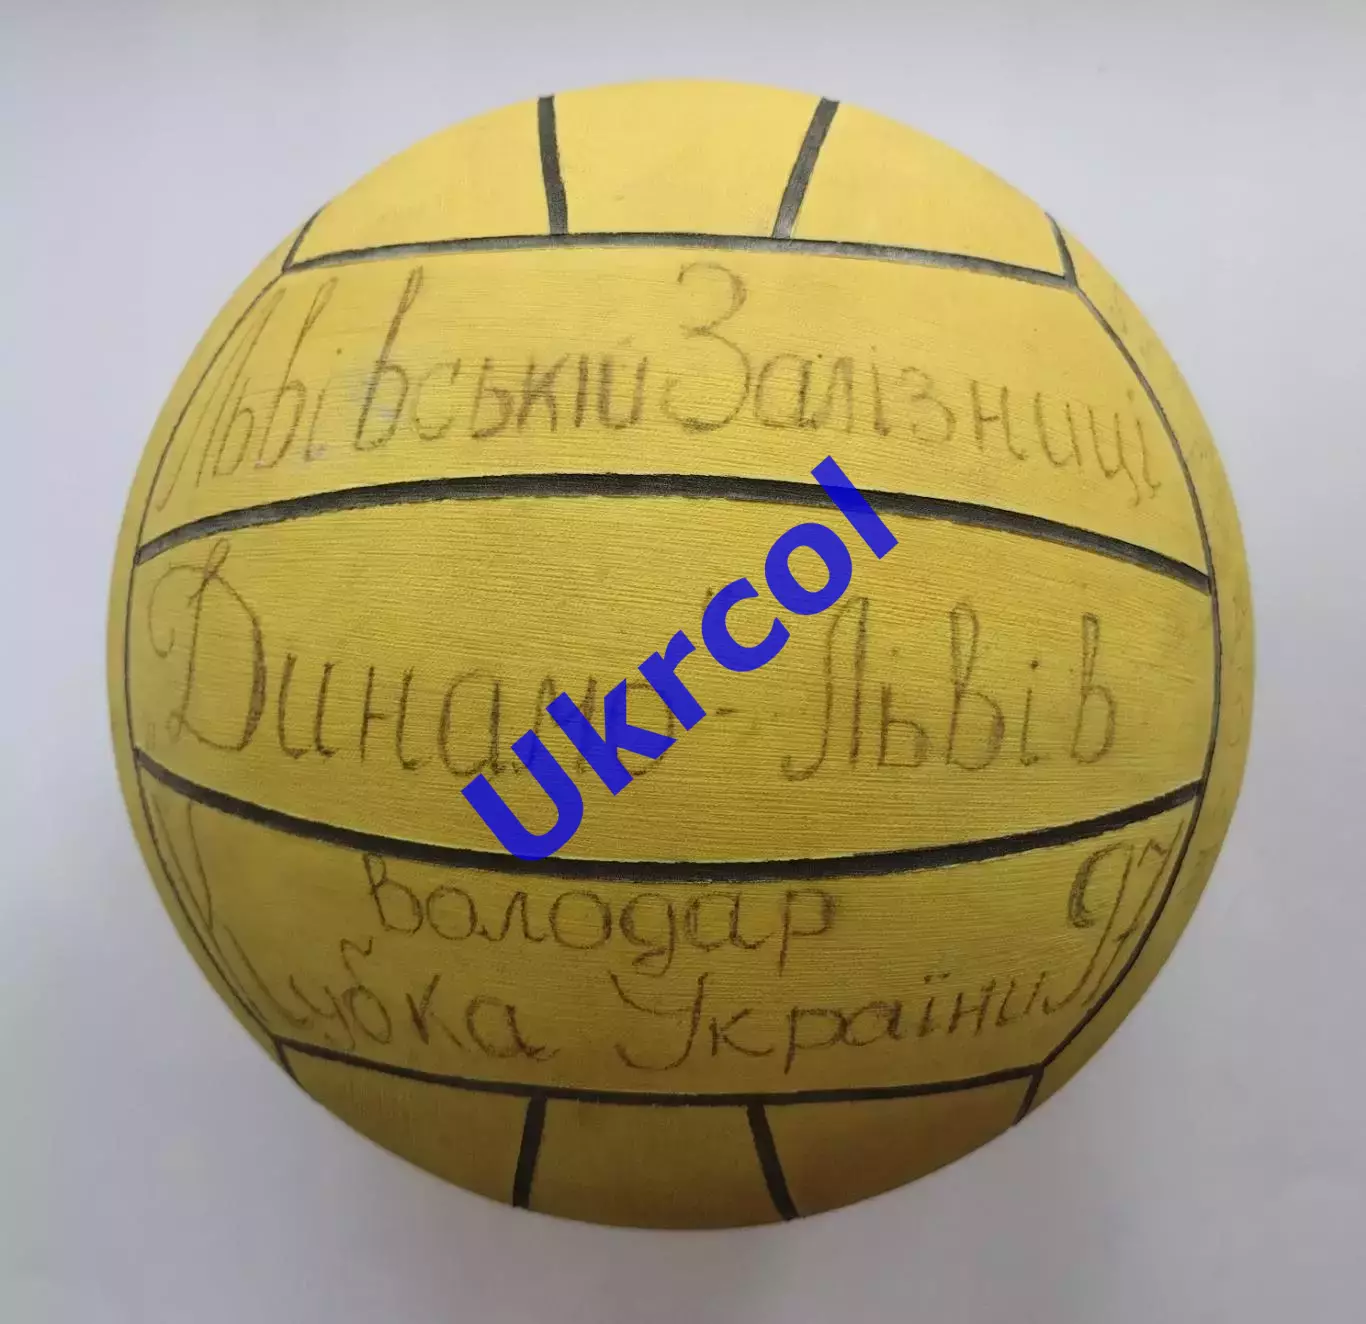 Львівській Залізниці
„Динамо - Львів
володар
Кубка України 97
Ukrcol